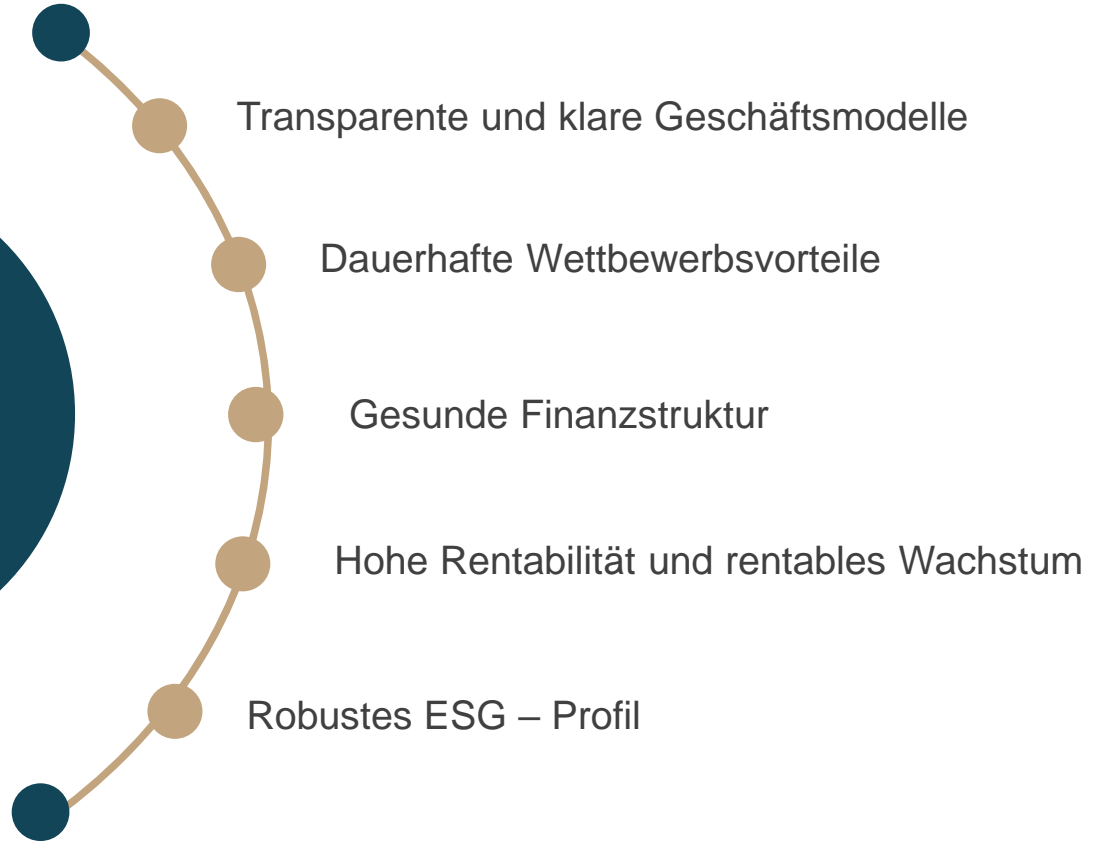 Transparente und klare Geschäftsmodelle
Dauerhafte Wettbewerbsvorteile
Gesunde Finanzstruktur
Hohe Rentabilität und rentables Wachstum
Robustes ESG – Profil